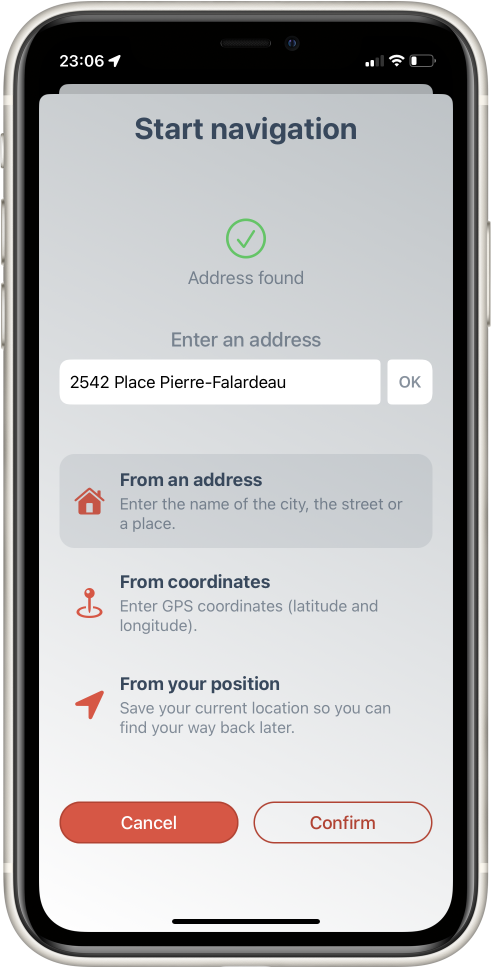 23:06
Start navigation
Address found
Enter an address
2542 Place Pierre-Falardeau
OK
From an address
Enter the name of the city, the street or
a place.
From coordinates
Enter GPS coordinates (latitude and
longitude).
From your position
Save your current location so you can
find your way back later.
Cancel
Confirm